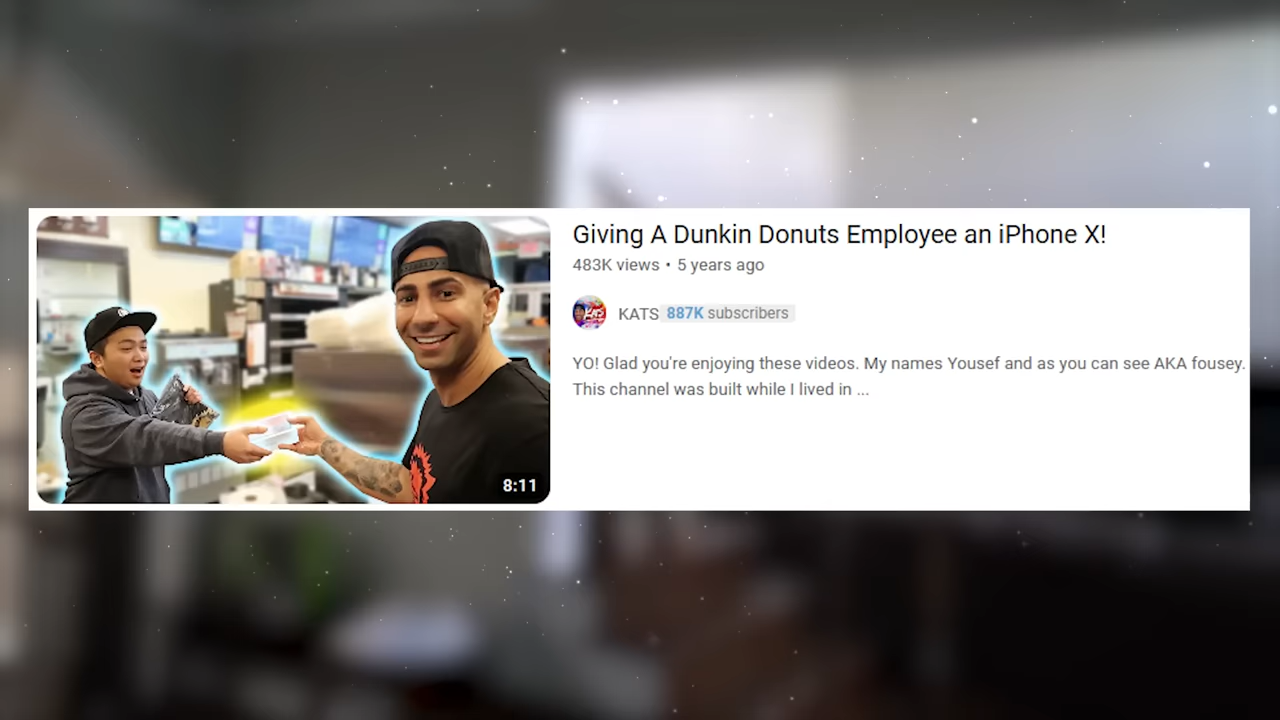 Giving A Dunkin Donuts Employee an iPhone X!
483K views • 5 years ago
KATS 887K subscribers
YO! Glad you're enjoying these videos. My names Yousef and as you can see AKA fousey.
This channel was built while I lived in ...
8:11